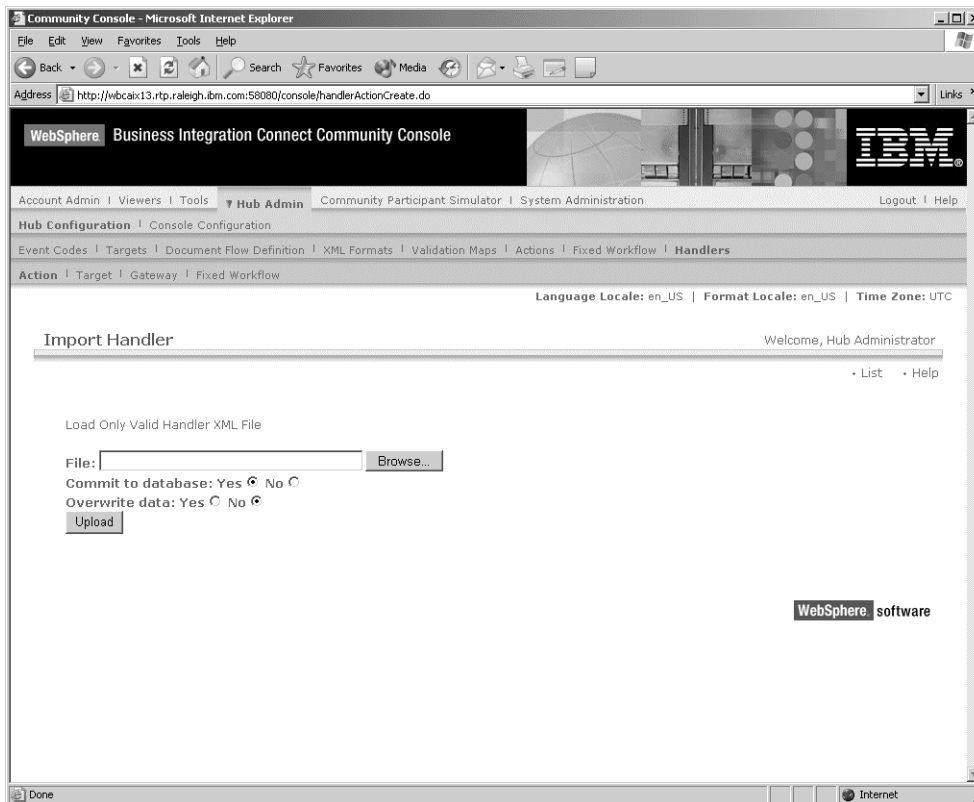 Community Console - Microsoft Internet Explorer
File Edit View Favorites Tools Help
Back Search Favorites Media
Address http://wbcaix13.rtp.raleigh.ibm.com:58080/console/handlerActionCreate.do Links
WebSphere. Business Integration Connect Community Console IBM®
Account Admin | Viewers | Tools Hub Admin Community Participant Simulator | System Administration Logout | Help
Hub Configuration | Console Configuration
Event Codes | Targets | Document Flow Definition | XML Formats | Validation Maps | Actions | Fixed Workflow | Handlers
Action | Target | Gateway | Fixed Workflow
Language Locale: en_US | Format Locale: en_US | Time Zone: UTC
Import Handler Welcome, Hub Administrator
• List • Help
Load Only Valid Handler XML File
File: Browse...
Commit to database: Yes No
Overwrite data: Yes No
Upload
WebSphere. software
Done Internet